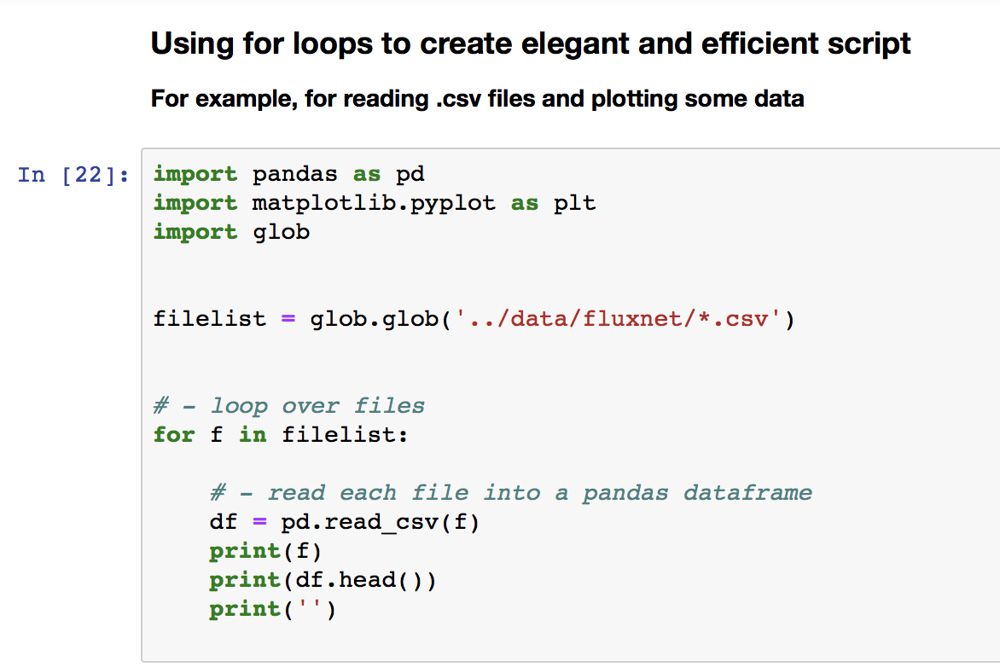 Using for loops to create elegant and efficient script
For example, for reading .csv files and plotting some data
In [22]:
import pandas as pd
import matplotlib.pyplot as plt
import glob
filelist = glob.glob('../data/fluxnet/*.csv')
# - loop over files
for f in filelist:
    # - read each file into a pandas dataframe
    df = pd.read_csv(f)
    print(f)
    print(df.head())
    print('')